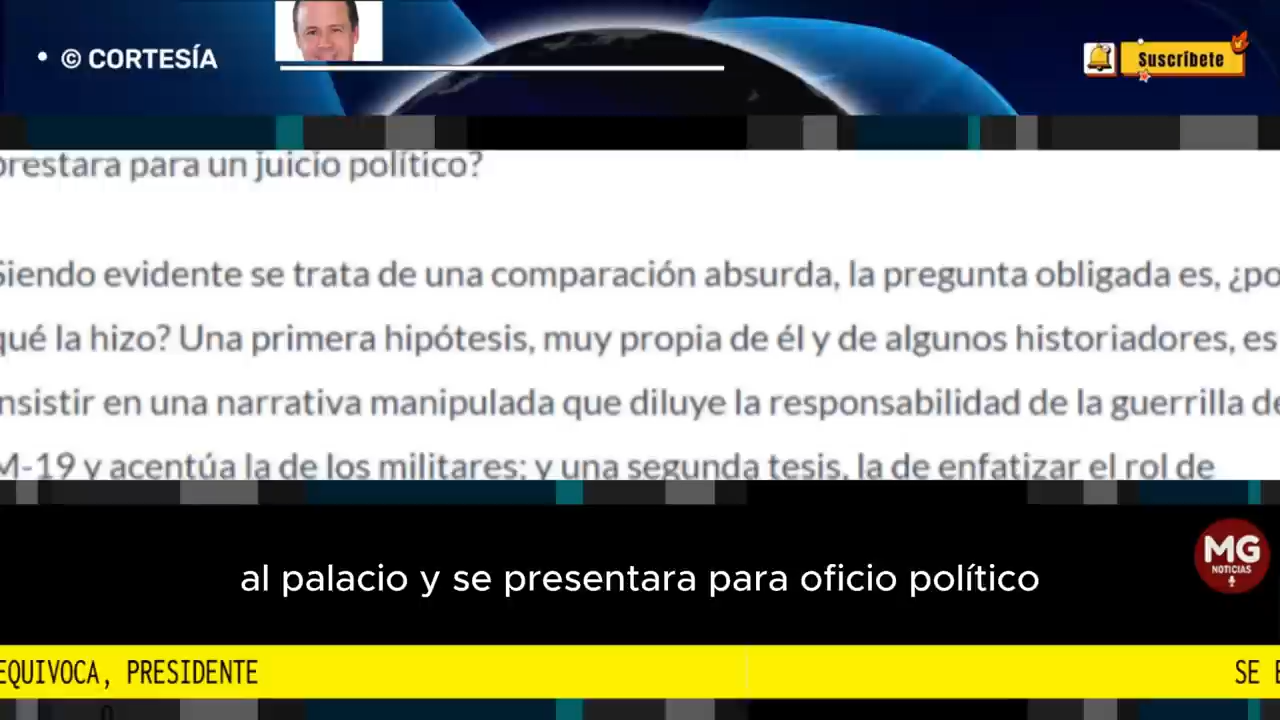 • © CORTESÍA
Suscríbete
prestara para un juicio político?
Siendo evidente se trata de una comparación absurda, la pregunta obligada es, ¿po
qué la hizo? Una primera hipótesis, muy propia de él y de algunos historiadores, es
nsistir en una narrativa manipulada que diluye la responsabilidad de la guerrilla de
M-19 y acentúa la de los militares; y una segunda tesis, la de enfatizar el rol de
al palacio y se presentara para oficio político
MG
NOTICIAS
EQUIVOCA, PRESIDENTE
SE E